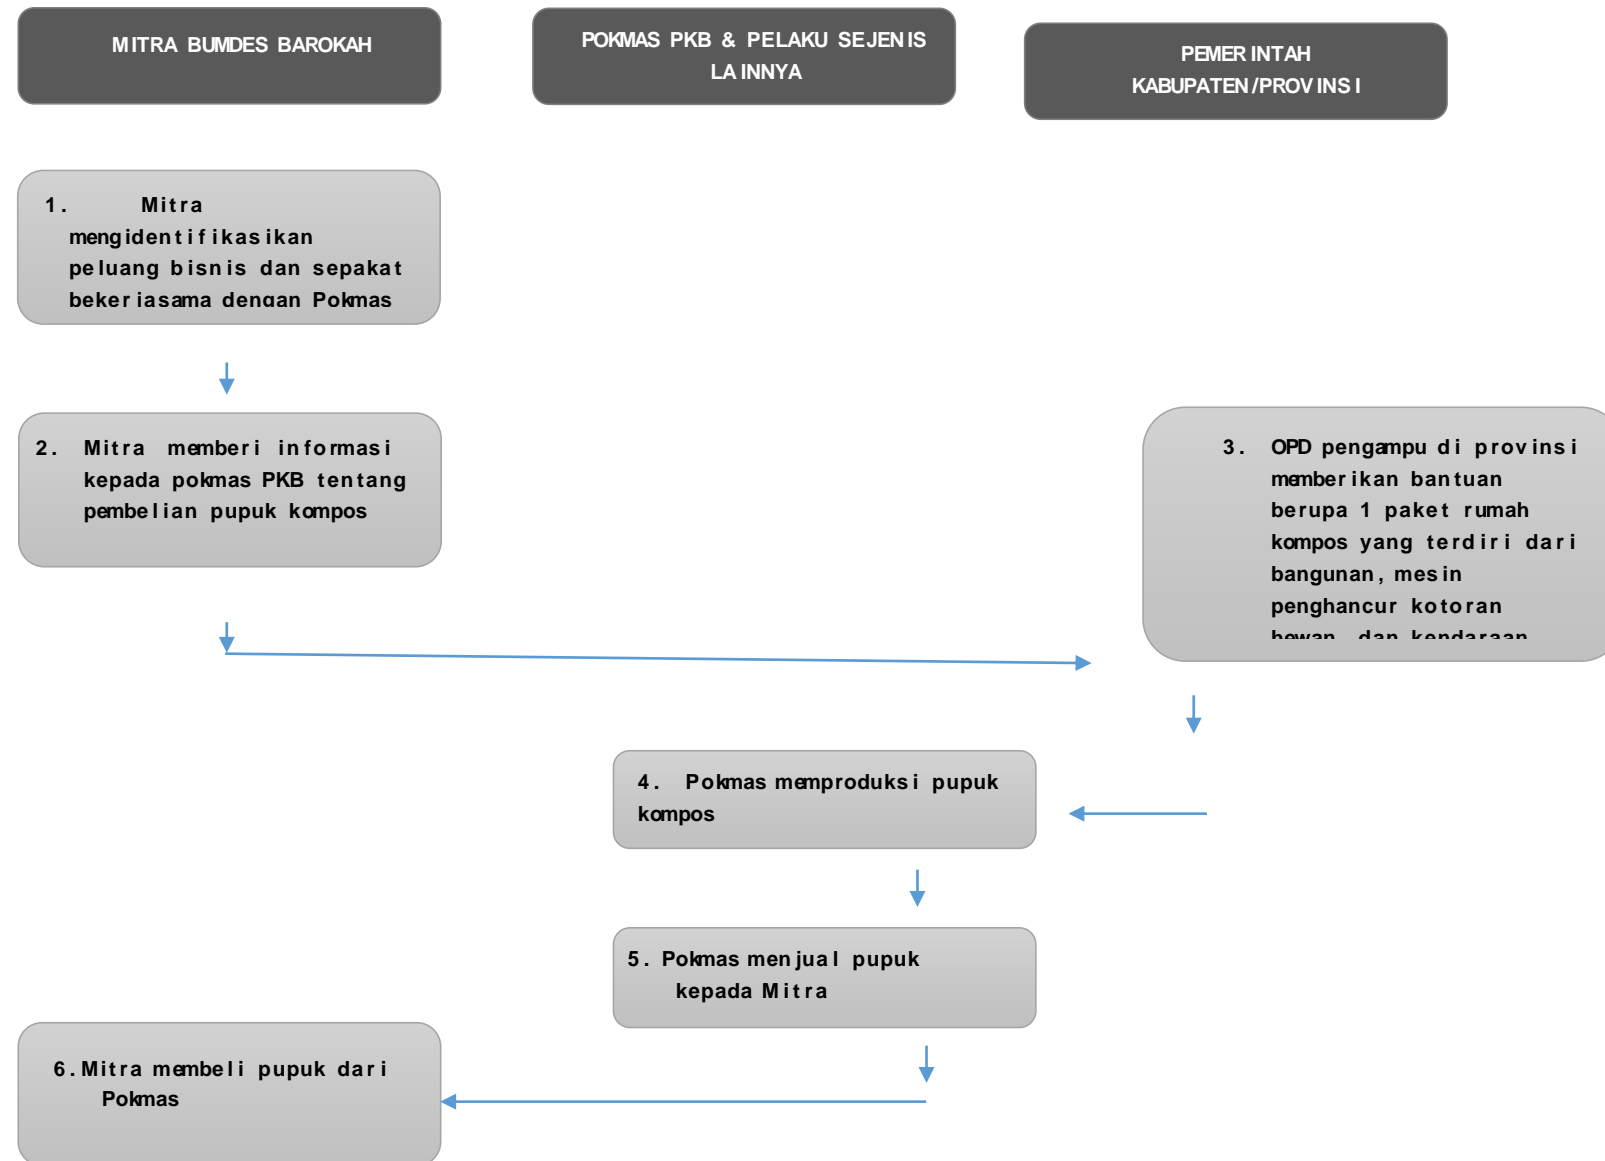 MITRA BUMDES BAROKAH
POKMAS PKB & PELAKU SEJENIS
LAINNYA
PEMERINTAH
KABUPATEN/PROVINSI
1. Mitra
mengidentifikasikan
peluang bisnis dan sepakat
bekerjasama dengan Pokmas
2. Mitra memberi informasi
kepada pokmas PKB tentang
pembelian pupuk kompos
3. OPD pengampu di provinsi
memberikan bantuan
berupa 1 paket rumah
kompos yang terdiri dari
bangunan, mesin
penghancur kotoran
hewan, dan kendaraan
4. Pokmas memproduksi pupuk
kompos
5. Pokmas menjual pupuk
kepada Mitra
6. Mitra membeli pupuk dari
Pokmas